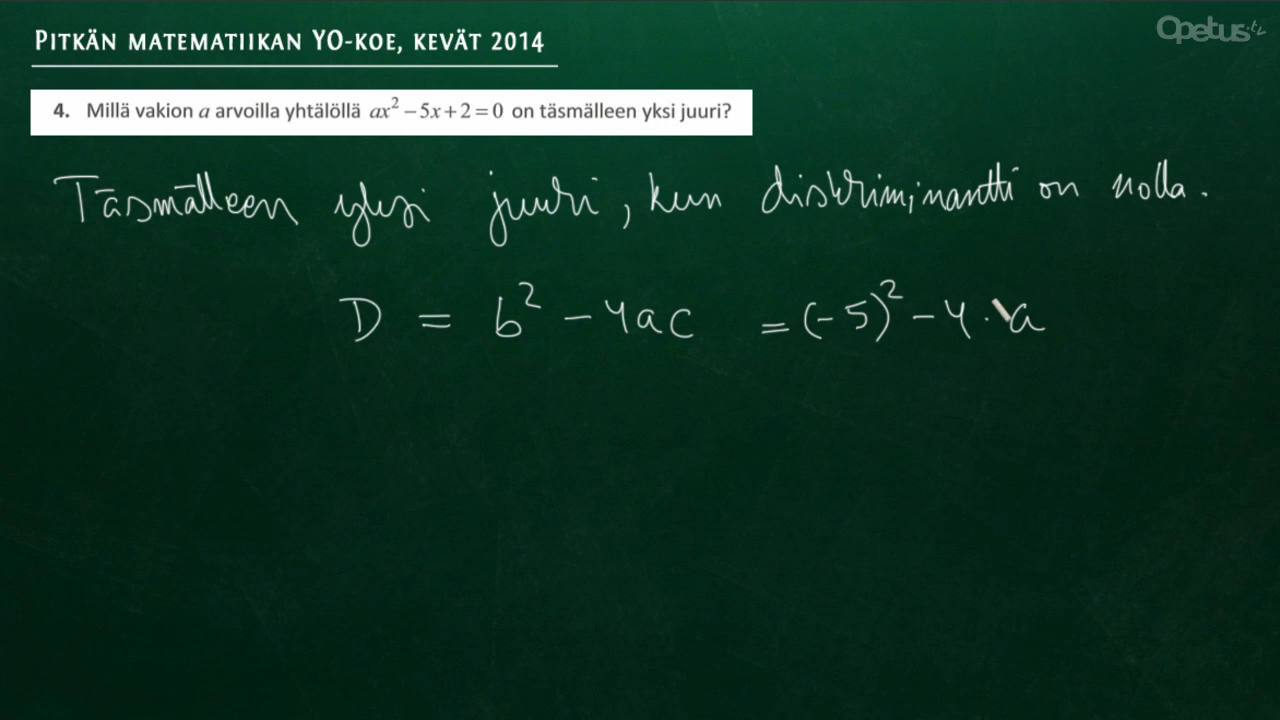 PITKÄN MATEMATIIKAN YO-KOE, KEVÄT 2014
Opetus.tv
4. Millä vakion a arvoilla yhtälöllä ax² – 5x + 2 = 0 on täsmälleen yksi juuri?
Täsmälleen yksi juuri, kun diskriminantti on nolla.
D = b² – 4ac = (–5)² – 4 · a